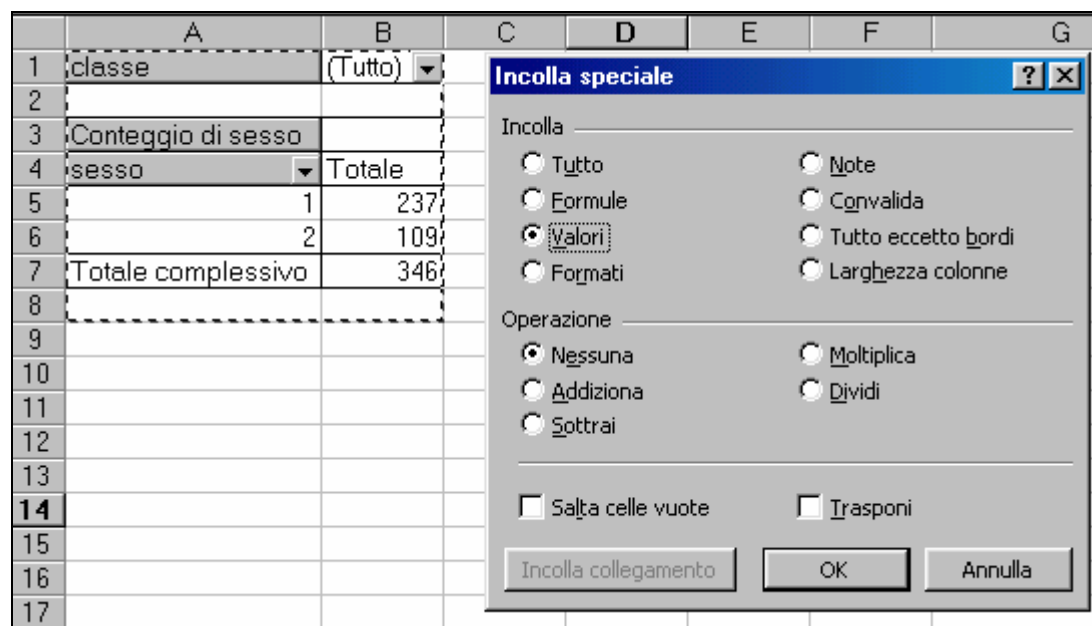 A B C D E F G
1 classe (Tutto)
2
3 Conteggio di sesso
4 sesso Totale
5 1 237
6 2 109
7 Totale complessivo 346
8
9
10
11
12
13
14
15
16
17
Incolla speciale
Incolla
Tutto Note
Formule Convalida
Valori Tutto eccetto bordi
Formati Larghezza colonne
Operazione
Nessuna Moltiplica
Addiziona Dividi
Sottrai
Salta celle vuote Trasponi
Incolla collegamento OK Annulla